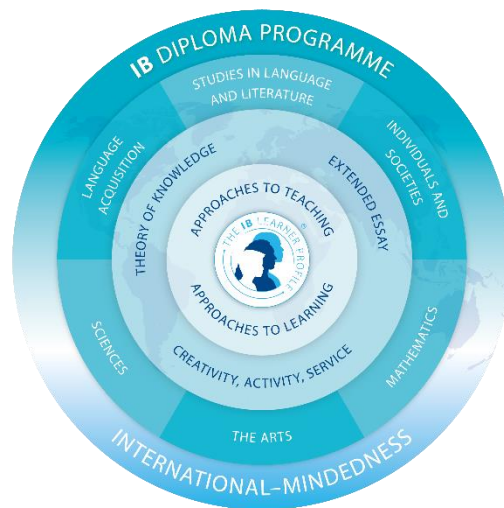 IB DIPLOMA PROGRAMME
STUDIES IN LANGUAGE
AND LITERATURE
LANGUAGE
ACQUISITION
INDIVIDUALS AND
SOCIETIES
THEORY OF KNOWLEDGE
EXTENDED ESSAY
APPROACHES TO TEACHING
THE IB LEARNER PROFILE
APPROACHES TO LEARNING
CREATIVITY, ACTIVITY, SERVICE
SCIENCES
MATHEMATICS
THE ARTS
INTERNATIONAL–MINDEDNESS